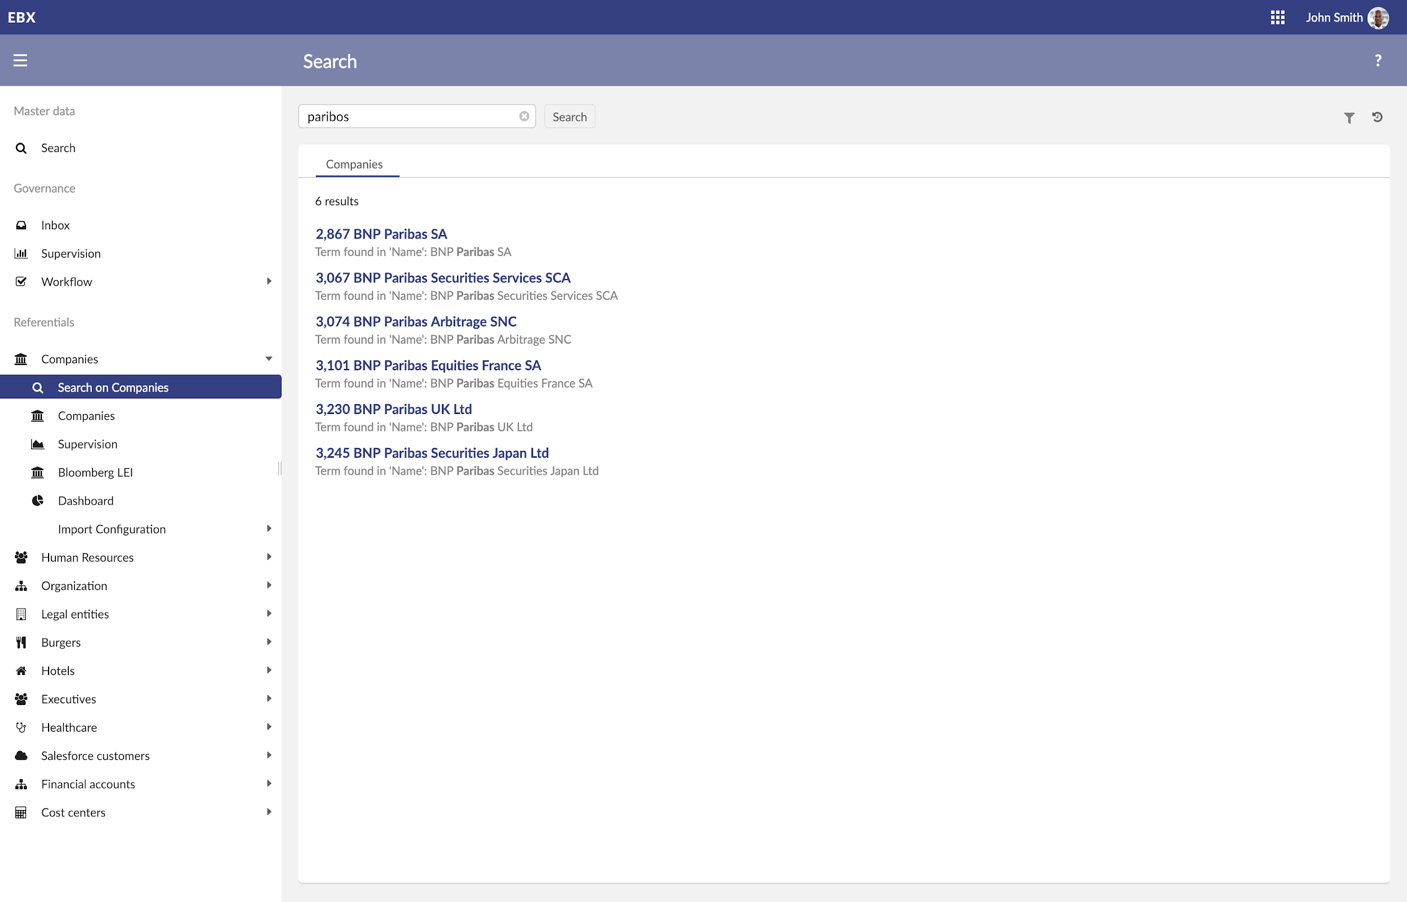 EBX
John Smith
Search
?
Master data
Search
Governance
Inbox
Supervision
Workflow
Referentials
Companies
Search on Companies
Companies
Supervision
Bloomberg LEI
Dashboard
Import Configuration
Human Resources
Organization
Legal entities
Burgers
Hotels
Executives
Healthcare
Salesforce customers
Financial accounts
Cost centers
paribos
Search
Companies
6 results
2,867 BNP Paribas SA
Term found in 'Name': BNP Paribas SA
3,067 BNP Paribas Securities Services SCA
Term found in 'Name': BNP Paribas Securities Services SCA
3,074 BNP Paribas Arbitrage SNC
Term found in 'Name': BNP Paribas Arbitrage SNC
3,101 BNP Paribas Equities France SA
Term found in 'Name': BNP Paribas Equities France SA
3,230 BNP Paribas UK Ltd
Term found in 'Name': BNP Paribas UK Ltd
3,245 BNP Paribas Securities Japan Ltd
Term found in 'Name': BNP Paribas Securities Japan Ltd